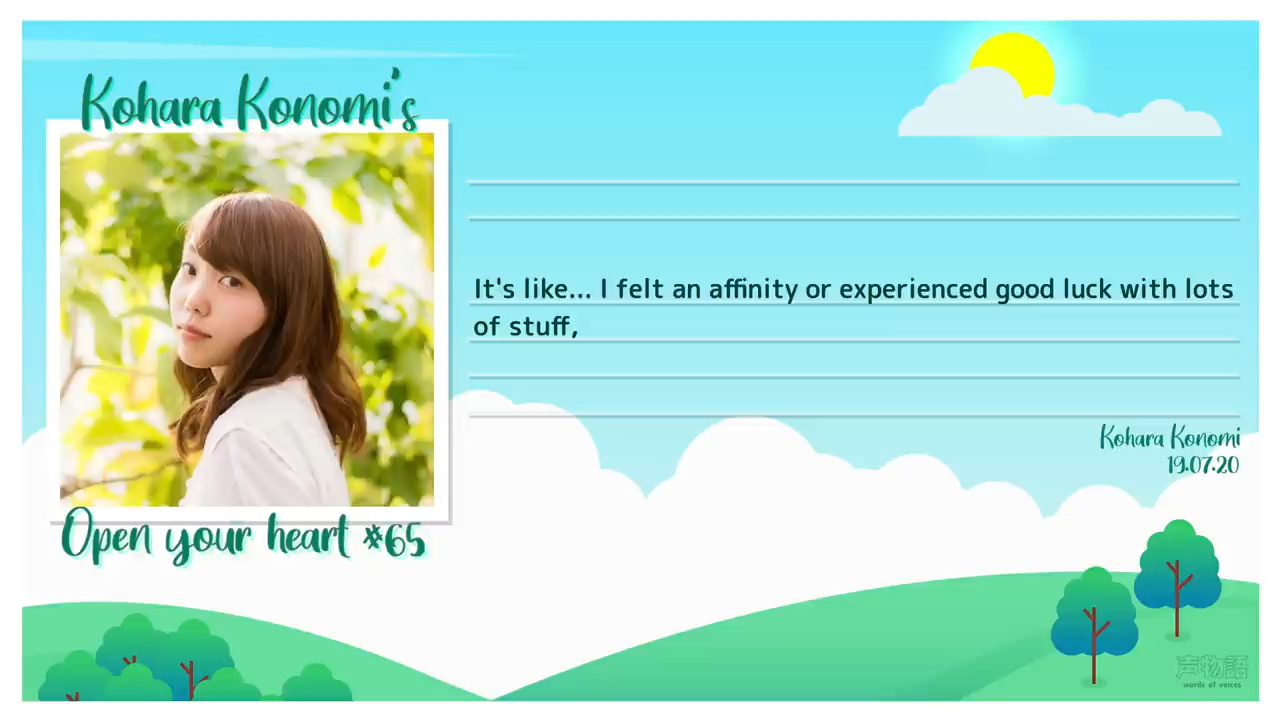 Kohara Konomi's
It's like... I felt an affinity or experienced good luck with lots
of stuff,
Kohara Konomi
19.07.20
Open your heart #65
声物語
words of voices